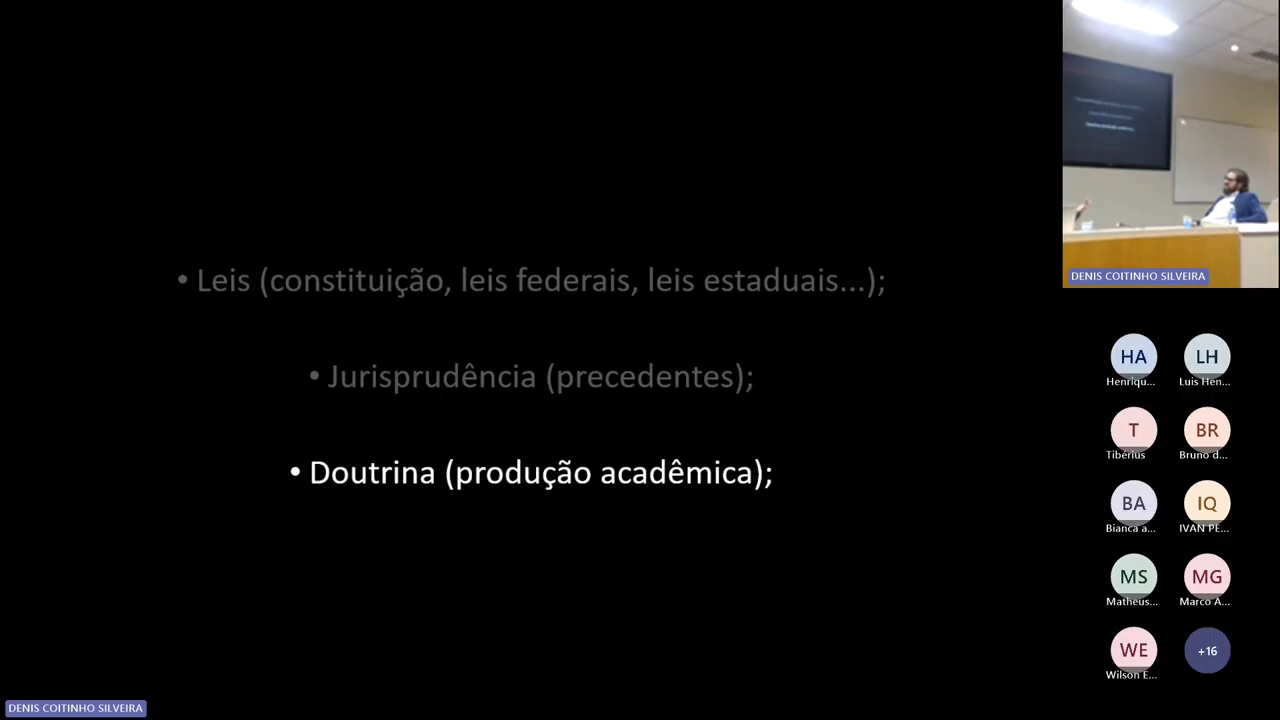 • Leis (constituição, leis federais, leis estaduais...);
• Jurisprudência (precedentes);
• Doutrina (produção acadêmica);
DENIS COITINHO SILVEIRA
HA
LH
Henriqu...
Luis Hen...
T
BR
Tibérius
Bruno d...
BA
IQ
Bianca a...
IVAN PE...
MS
MG
Matheus...
Marco A...
WE
+16
Wilson E...
DENIS COITINHO SILVEIRA